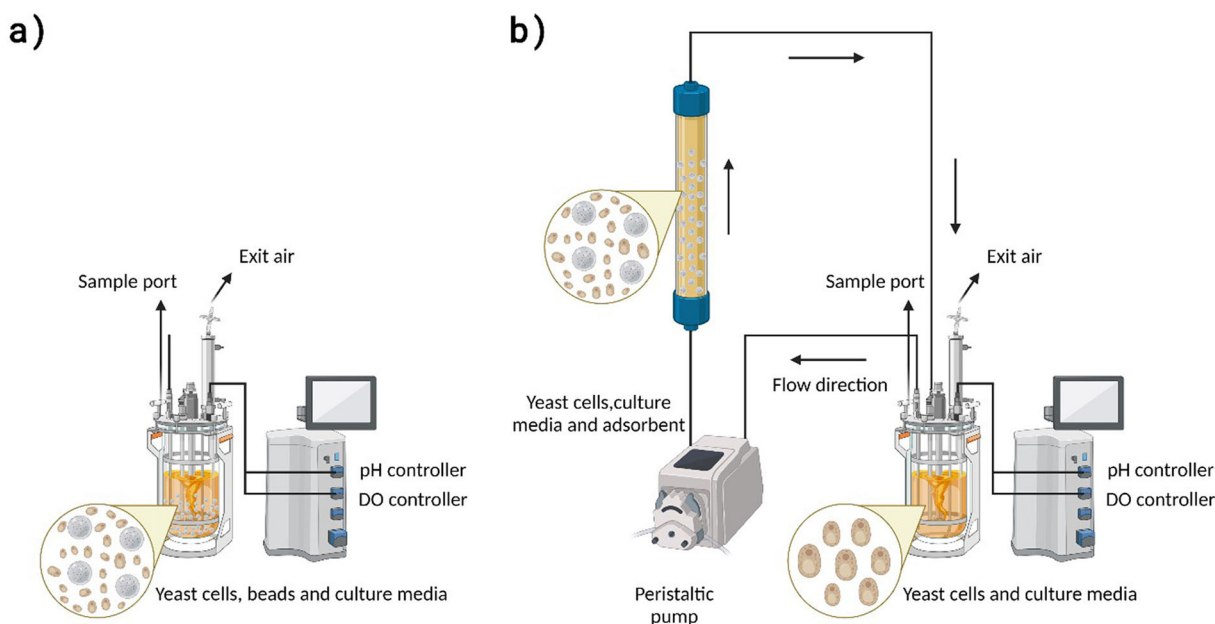 a)
Sample port
Exit air
pH controller
DO controller
Yeast cells, beads and culture media
b)
Exit air
Sample port
Flow direction
Yeast cells,culture
media and adsorbent
pH controller
DO controller
Peristaltic
pump
Yeast cells and culture media